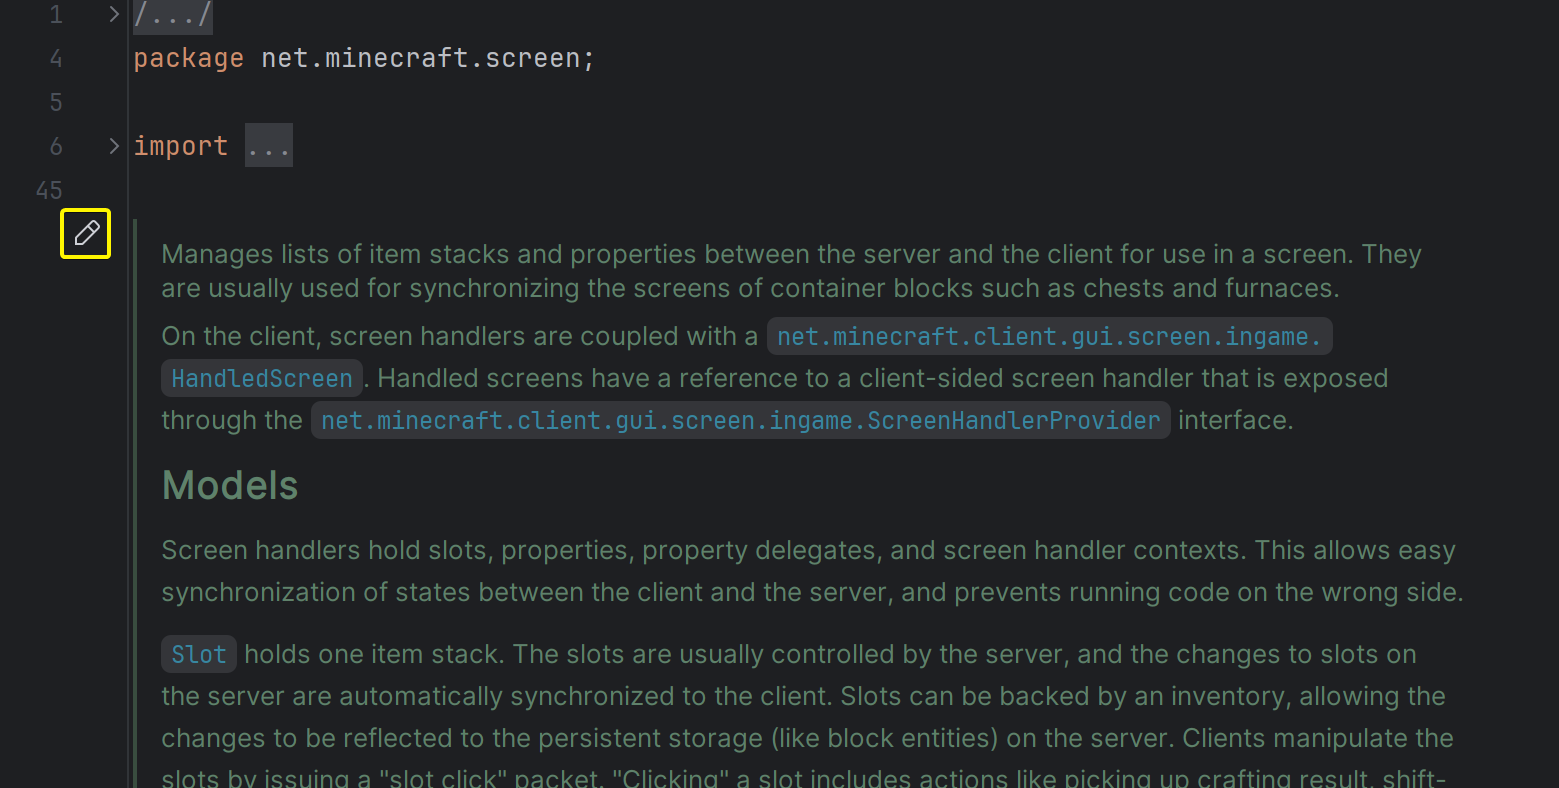 1 /.../
4 package net.minecraft.screen;
5
6 import ...
45
Manages lists of item stacks and properties between the server and the client for use in a screen. They
are usually used for synchronizing the screens of container blocks such as chests and furnaces.
On the client, screen handlers are coupled with a net.minecraft.client.gui.screen.ingame.
HandledScreen. Handled screens have a reference to a client-sided screen handler that is exposed
through the net.minecraft.client.gui.screen.ingame.ScreenHandlerProvider interface.
Models
Screen handlers hold slots, properties, property delegates, and screen handler contexts. This allows easy
synchronization of states between the client and the server, and prevents running code on the wrong side.
Slot holds one item stack. The slots are usually controlled by the server, and the changes to slots on
the server are automatically synchronized to the client. Slots can be backed by an inventory, allowing the
changes to be reflected to the persistent storage (like block entities) on the server. Clients manipulate the
slots by issuing a "slot click" packet. "Clicking" a slot includes actions like picking up crafting result, shift-